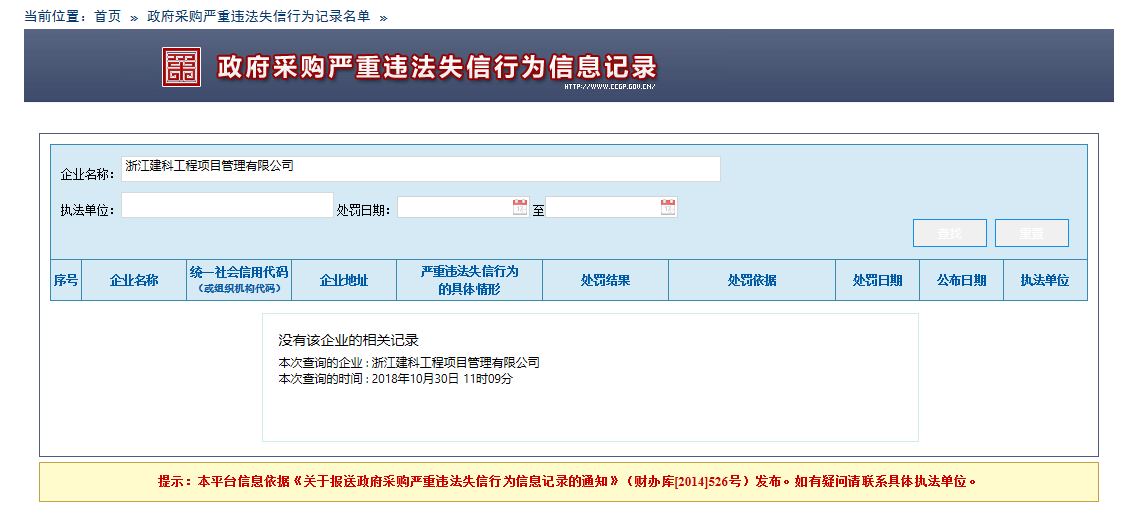 当前位置：首页 » 政府采购严重违法失信行为记录名单 »
政府采购严重违法失信行为信息记录
HTTP://WWW.CCGP.GOV.CN/
企业名称： 浙江建科工程项目管理有限公司
执法单位： 处罚日期： 至
查找 重置
序号 企业名称 统一社会信用代码 企业地址 严重违法失信行为 处罚结果 处罚依据 处罚日期 公布日期 执法单位
（或组织机构代码） 的具体情形
没有该企业的相关记录
本次查询的企业 : 浙江建科工程项目管理有限公司
本次查询的时间 : 2018年10月30日 11时09分
提示：本平台信息依据《关于报送政府采购严重违法失信行为信息记录的通知》（财办库[2014]526号）发布。如有疑问请联系具体执法单位。